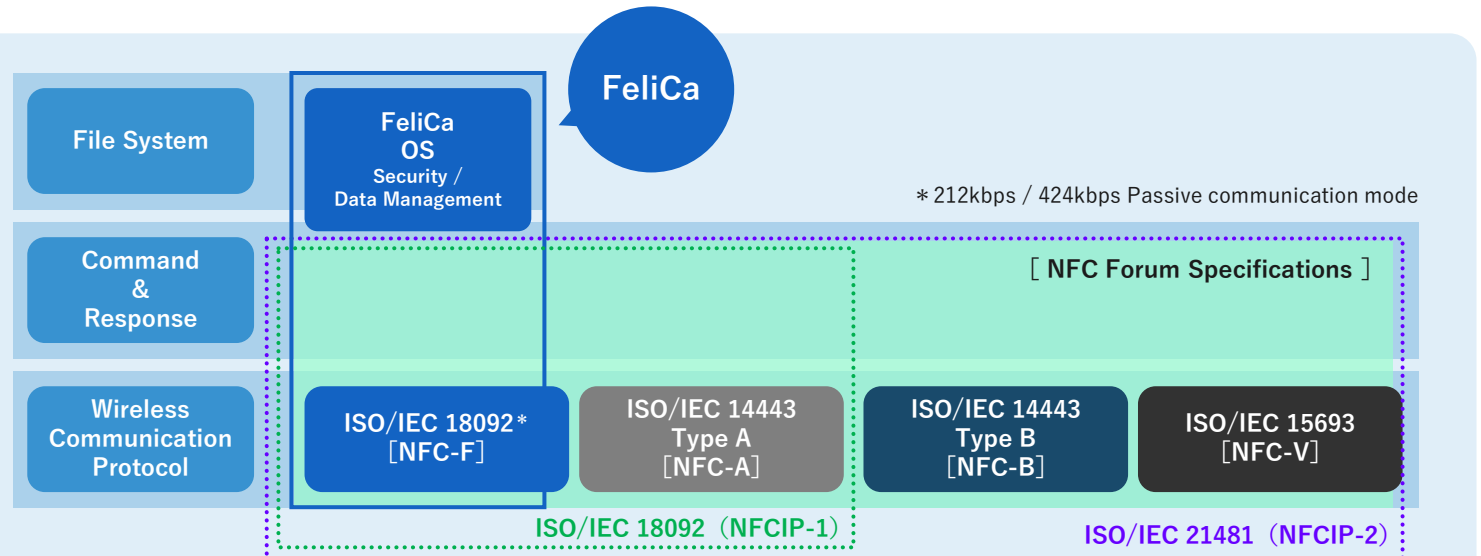 FeliCa
File System
FeliCa
OS
Security /
Data Management
＊212kbps / 424kbps Passive communication mode
Command
&
Response
［ NFC Forum Specifications ］
Wireless
Communication
Protocol
ISO/IEC 18092*
［NFC-F］
ISO/IEC 14443
Type A
［NFC-A］
ISO/IEC 14443
Type B
［NFC-B］
ISO/IEC 15693
［NFC-V］
ISO/IEC 18092（NFCIP-1）
ISO/IEC 21481（NFCIP-2）